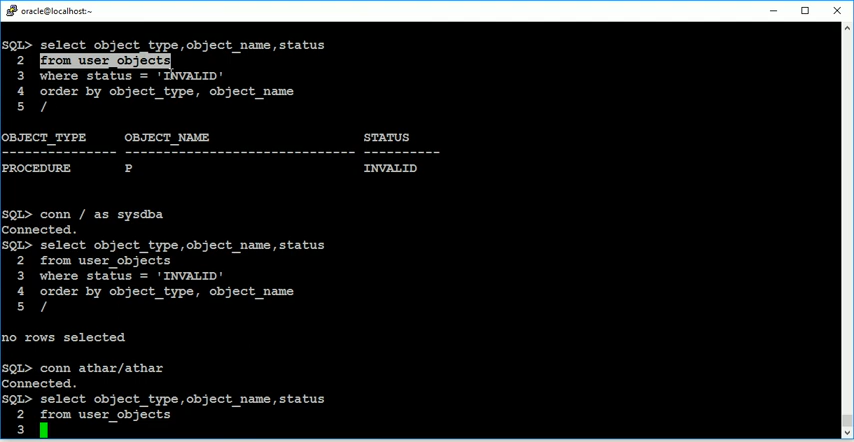 oracle@localhost:~
SQL> select object_type,object_name,status
2 from user_objects
3 where status = 'INVALID'
4 order by object_type, object_name
5 /
OBJECT_TYPE OBJECT_NAME STATUS
--------------- ------------------------------ ----------
PROCEDURE P INVALID
SQL> conn / as sysdba
Connected.
SQL> select object_type,object_name,status
2 from user_objects
3 where status = 'INVALID'
4 order by object_type, object_name
5 /
no rows selected
SQL> conn athar/athar
Connected.
SQL> select object_type,object_name,status
2 from user_objects
3